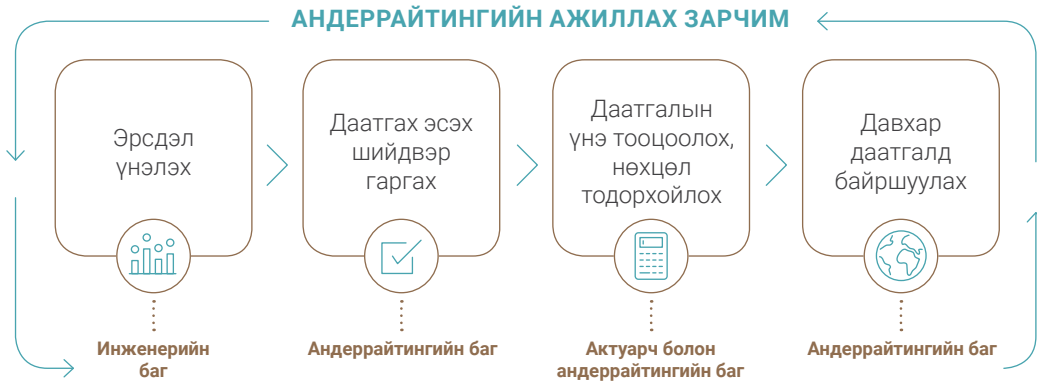 АНДЕРРАЙТИНГИЙН АЖИЛЛАХ ЗАРЧИМ
Эрсдэл
үнэлэх
Даатгах эсэх
шийдвэр
гаргах
Даатгалын
үнэ тооцоолох,
нөхцөл
тодорхойлох
Давхар
даатгалд
байршуулах
Инженерийн
баг
Андеррайтингийн баг
Актуарч болон
андеррайтингийн баг
Андеррайтингийн баг